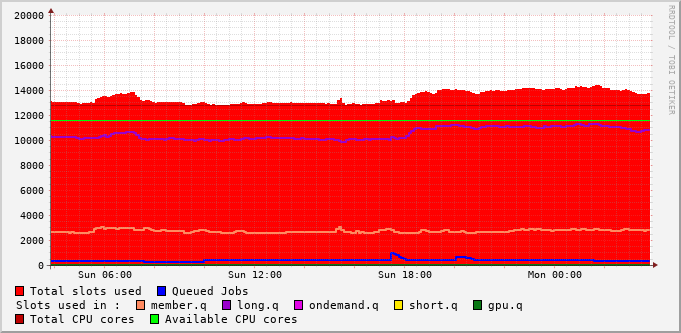 20000
18000
16000
14000
12000
10000
8000
6000
4000
2000
0
Sun 06:00 Sun 12:00 Sun 18:00 Mon 00:00
RRDTOOL / TOBI OETIKER
Total slots used Queued Jobs
Slots used in : member.q long.q ondemand.q short.q gpu.q
Total CPU cores Available CPU cores